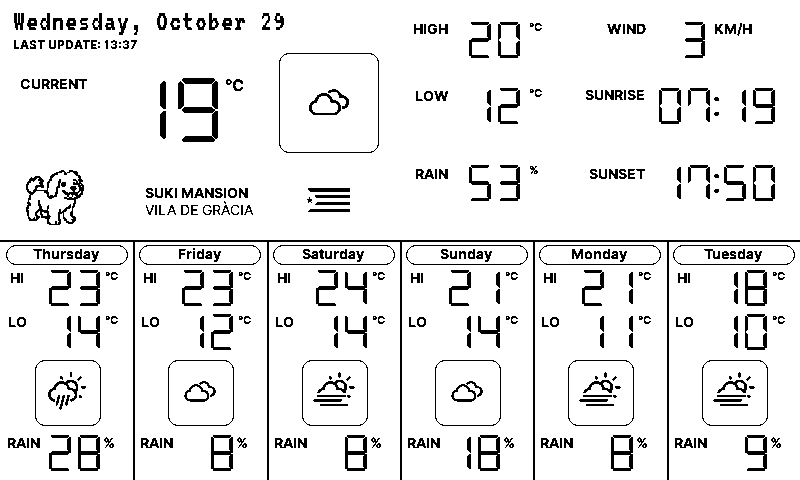 Wednesday, October 29
LAST UPDATE: 13:37
CURRENT 19 °C
SUKI MANSION
VILA DE GRÀCIA
HIGH 20 °C
LOW 12 °C
RAIN 53 %
WIND 3 KM/H
SUNRISE 07:19
SUNSET 17:50
Thursday
HI 23 °C
LO 14 °C
RAIN 28 %
Friday
HI 23 °C
LO 12 °C
RAIN 8 %
Saturday
HI 24 °C
LO 14 °C
RAIN 8 %
Sunday
HI 21 °C
LO 14 °C
RAIN 18 %
Monday
HI 21 °C
LO 11 °C
RAIN 8 %
Tuesday
HI 18 °C
LO 10 °C
RAIN 9 %